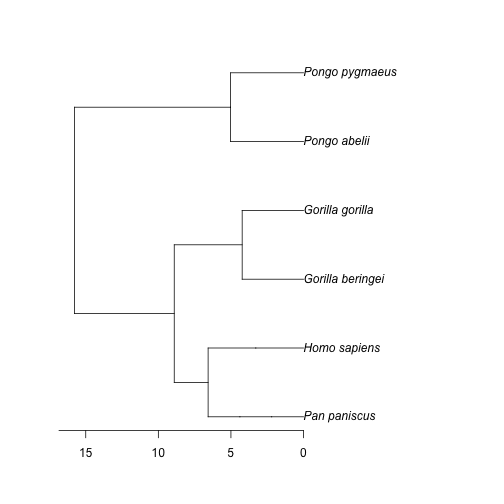 Pongo pygmaeus
Pongo abelii
Gorilla gorilla
Gorilla beringei
Homo sapiens
Pan paniscus
15 10 5 0